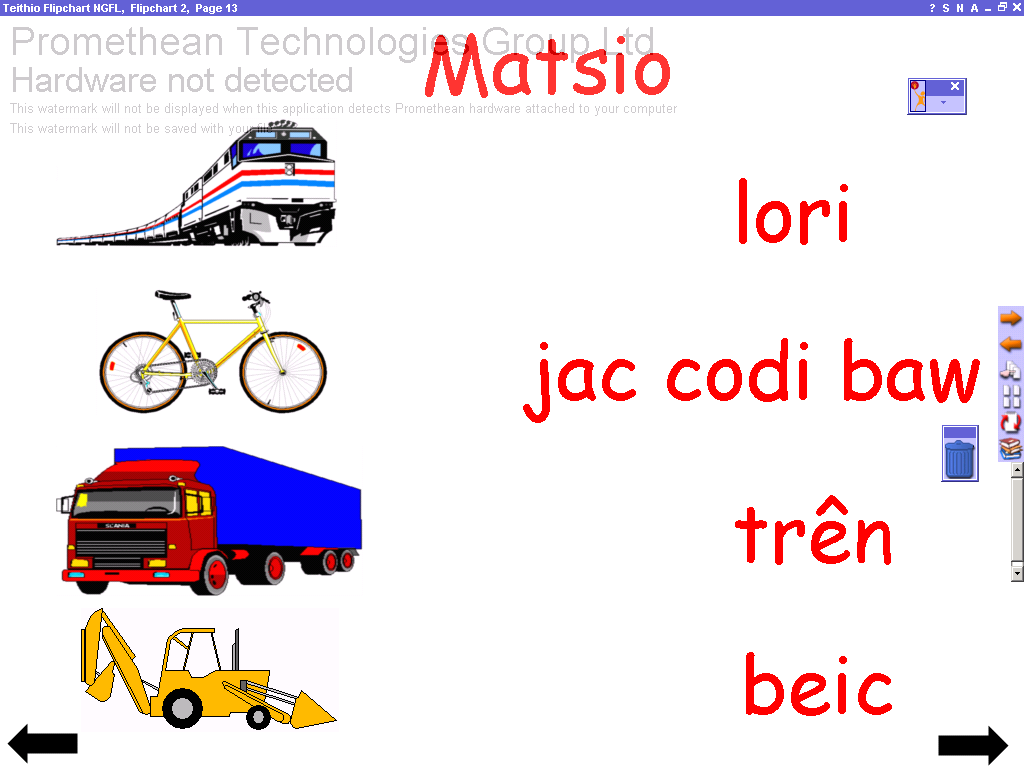 Teithio Flipchart NGFL, Flipchart 2, Page 13
? S N A
Promethean Technologies Group Ltd
Matsio
Hardware not detected
This watermark will not be displayed when this application detects Promethean hardware attached to your computer
This watermark will not be saved with your file
lori
jac codi baw
SCANIA
trên
beic